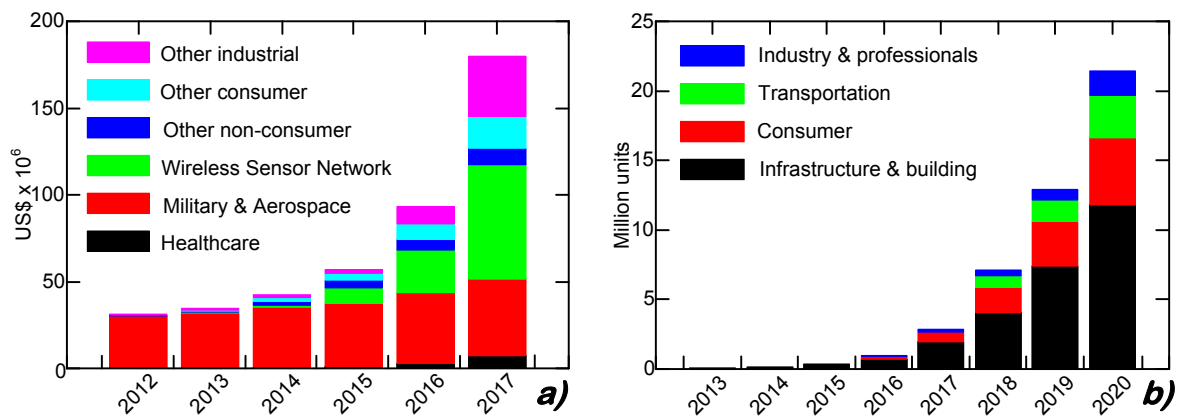 200
150
100
50
0
US$ x 10⁶
Other industrial
Other consumer
Other non-consumer
Wireless Sensor Network
Military & Aerospace
Healthcare
2012
2013
2014
2015
2016
2017
a)
25
20
15
10
5
0
Million units
Industry & professionals
Transportation
Consumer
Infrastructure & building
2013
2014
2015
2016
2017
2018
2019
2020
b)